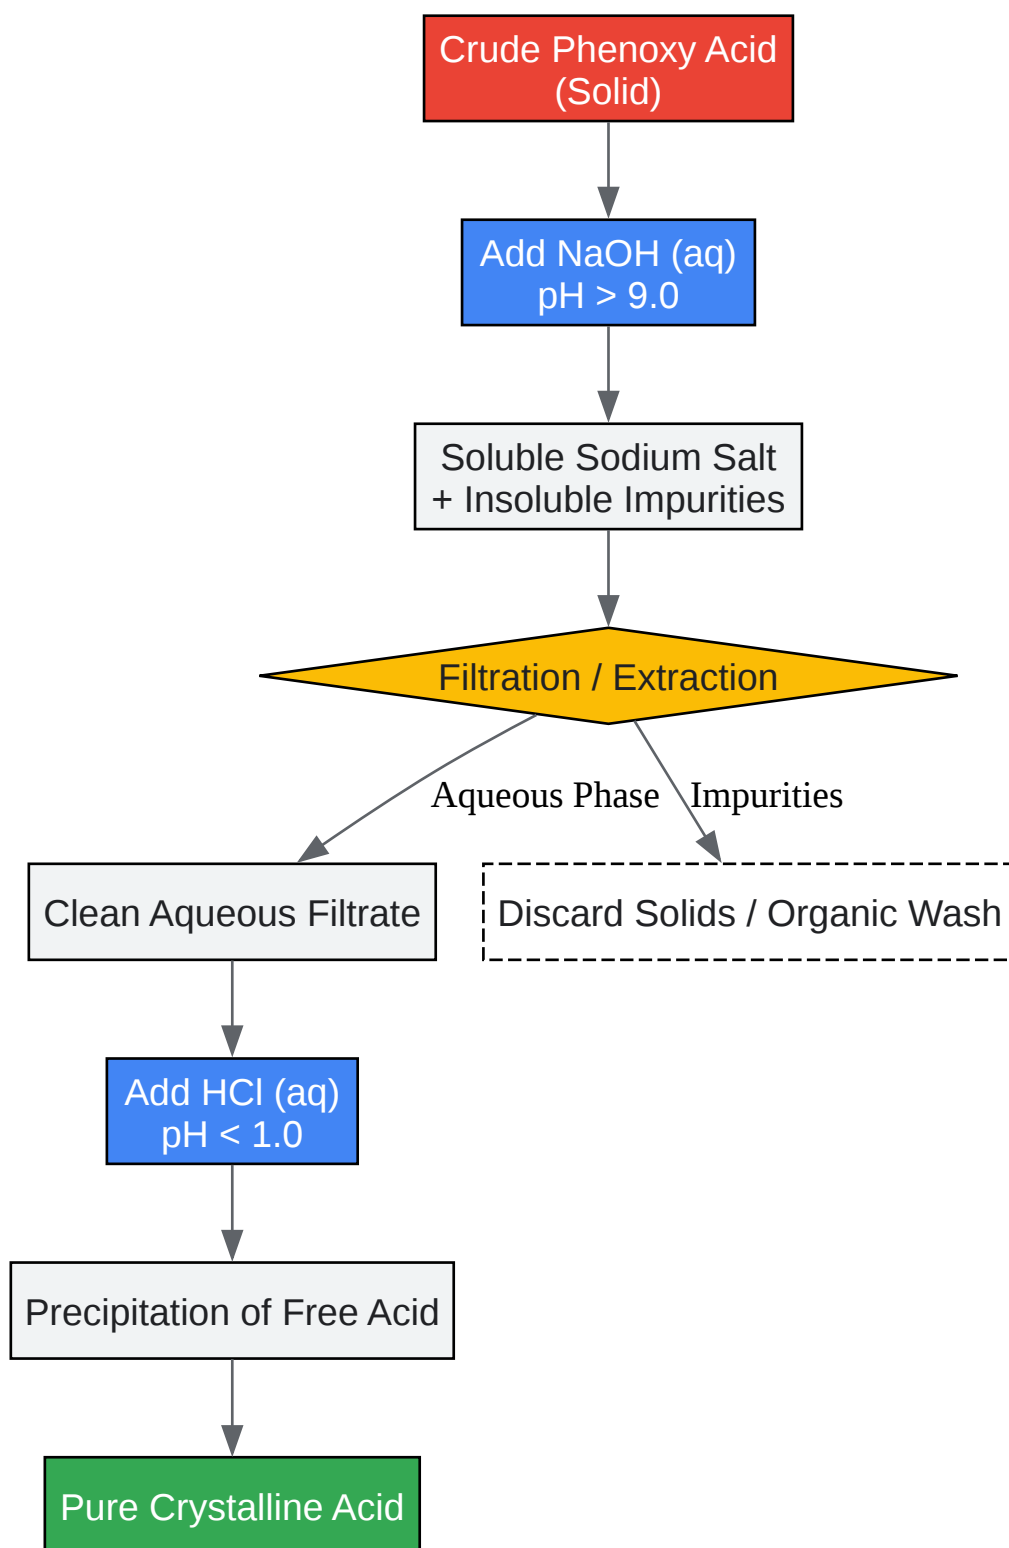 Crude Phenoxy Acid
(Solid)
Add NaOH (aq)
pH > 9.0
Soluble Sodium Salt
+ Insoluble Impurities
Filtration / Extraction
Aqueous Phase
Impurities
Clean Aqueous Filtrate
Discard Solids / Organic Wash
Add HCl (aq)
pH < 1.0
Precipitation of Free Acid
Pure Crystalline Acid